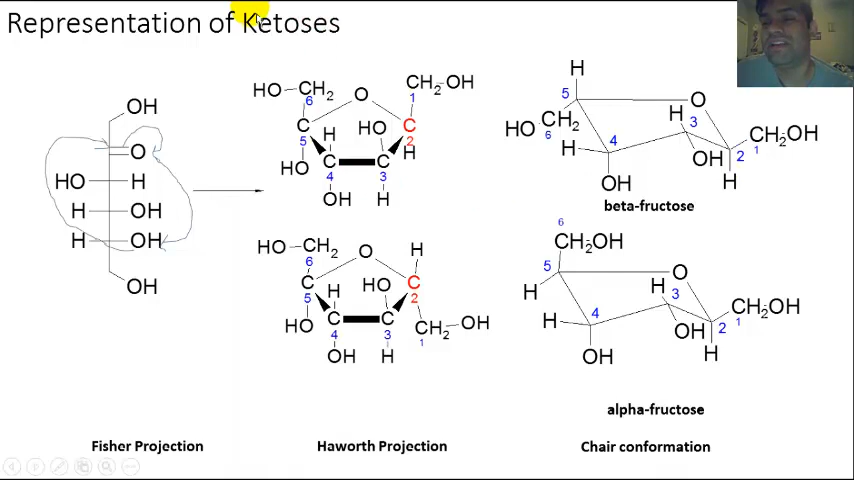 Representation of Ketoses
OH
O
HO H
H OH
H OH
OH
Fisher Projection
HO CH2 O CH2 OH
6 1
C C
5 2
H HO H
HO 4 3
OH H
HO CH2 O H
6
C C
5 2
H HO
HO C C CH2 OH
4 3 1
OH H
Haworth Projection
H
5 O
H 3
HO CH2 CH2OH
6 4 1
H OH 2
OH H
beta-fructose
6
CH2OH
5 O
H H 3
CH2OH
H 4 1
OH 2
OH H
alpha-fructose
Chair conformation